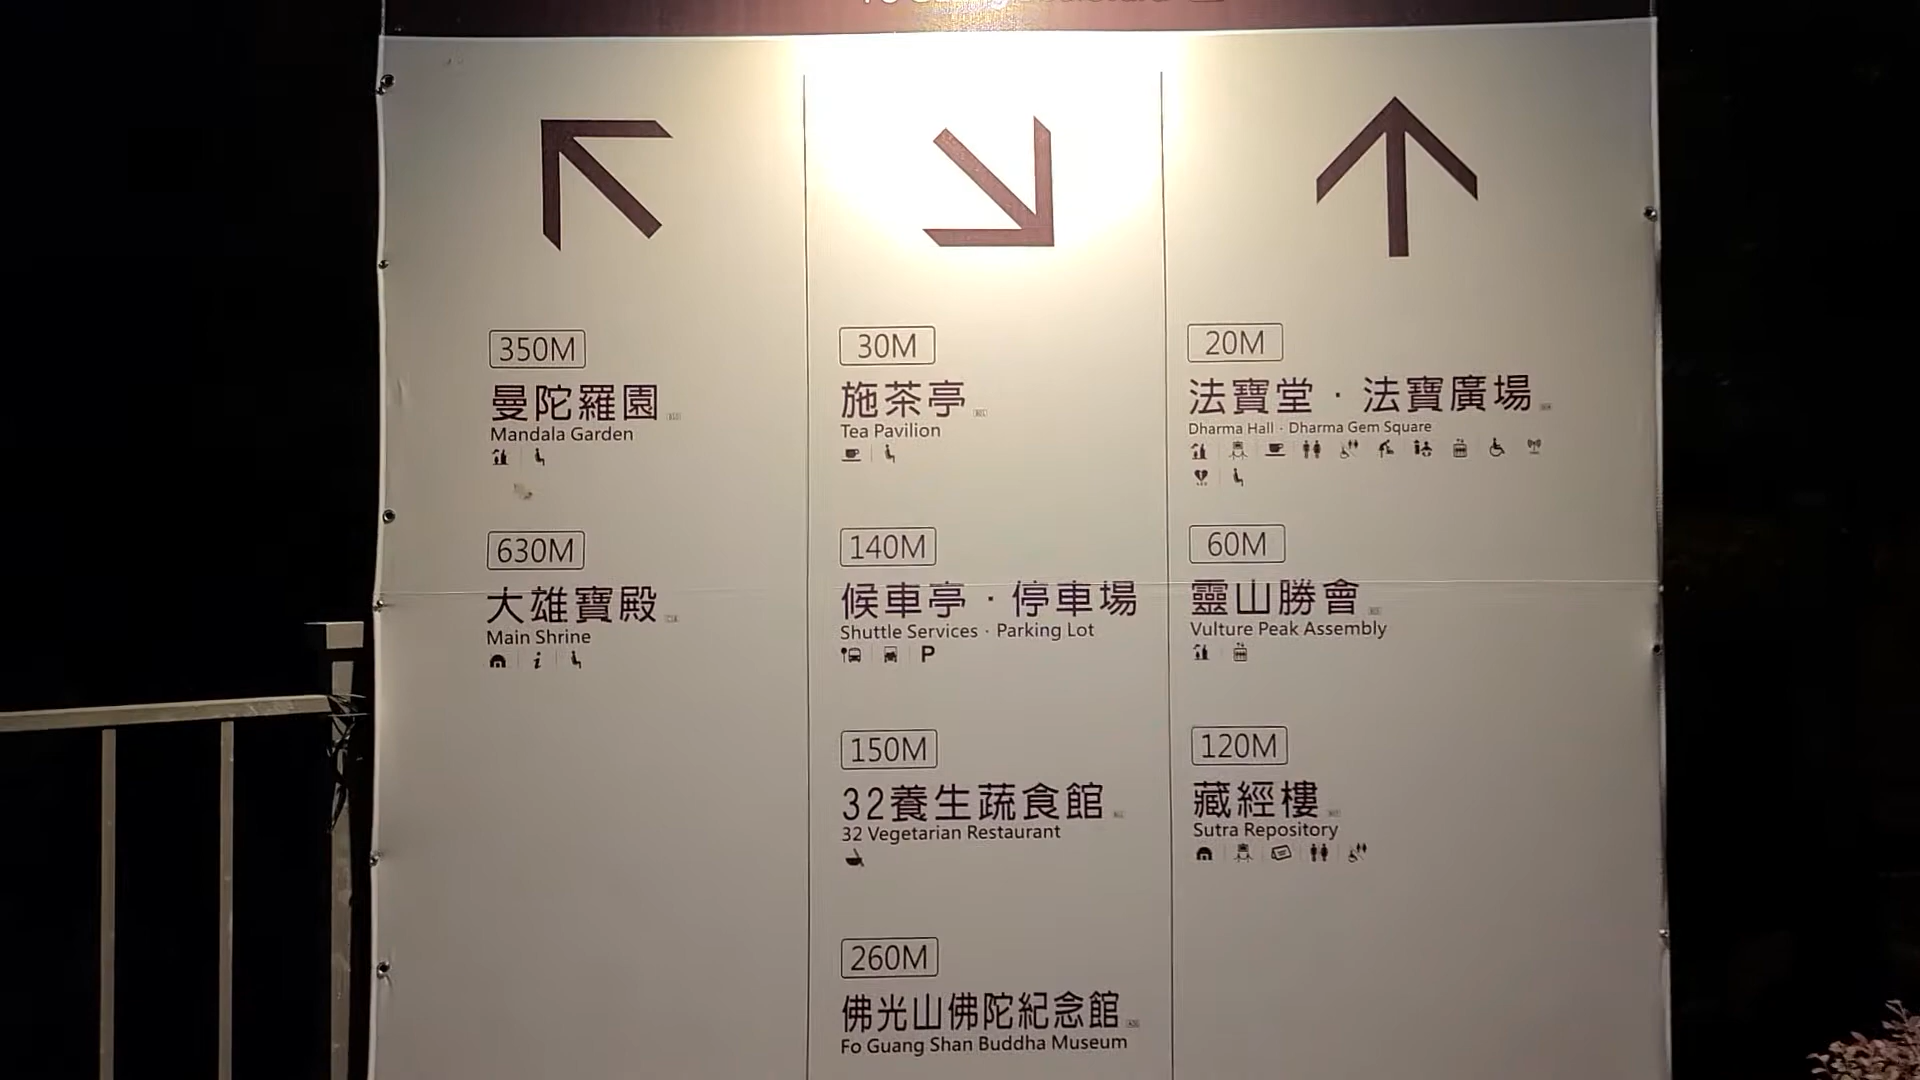 350M
曼陀羅園
Mandala Garden
630M
大雄寶殿
Main Shrine
30M
施茶亭
Tea Pavilion
140M
候車亭·停車場
Shuttle Services · Parking Lot
P
150M
32養生蔬食館
32 Vegetarian Restaurant
260M
佛光山佛陀紀念館
Fo Guang Shan Buddha Museum
20M
法寶堂·法寶廣場
Dharma Hall · Dharma Gem Square
60M
靈山勝會
Vulture Peak Assembly
120M
藏經樓
Sutra Repository